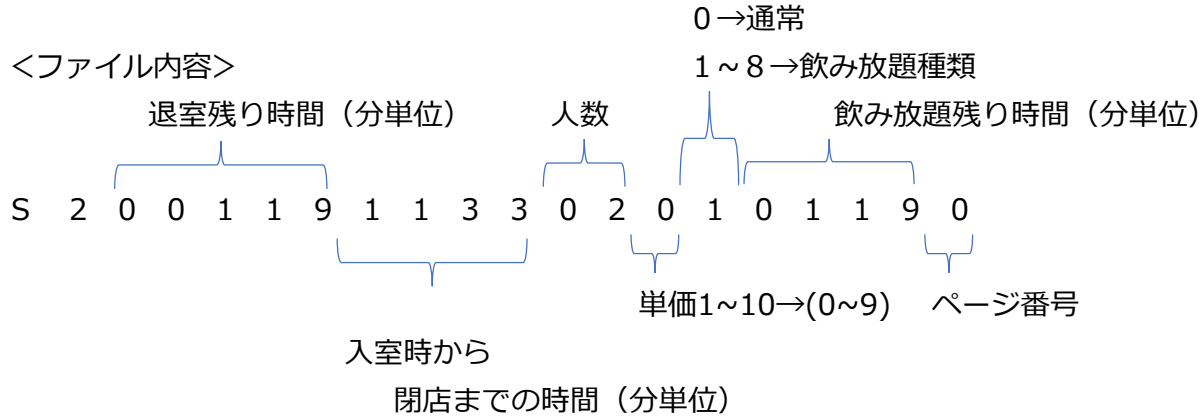 0→通常
<ファイル内容>
1~8→飲み放題種類
退室残り時間（分単位）
人数
飲み放題残り時間（分単位）
S 2 0 0 1 1 9 1 1 3 3 0 2 0 1 0 1 1 9 0
単価1~10→(0~9)
ページ番号
入室時から
閉店までの時間（分単位）